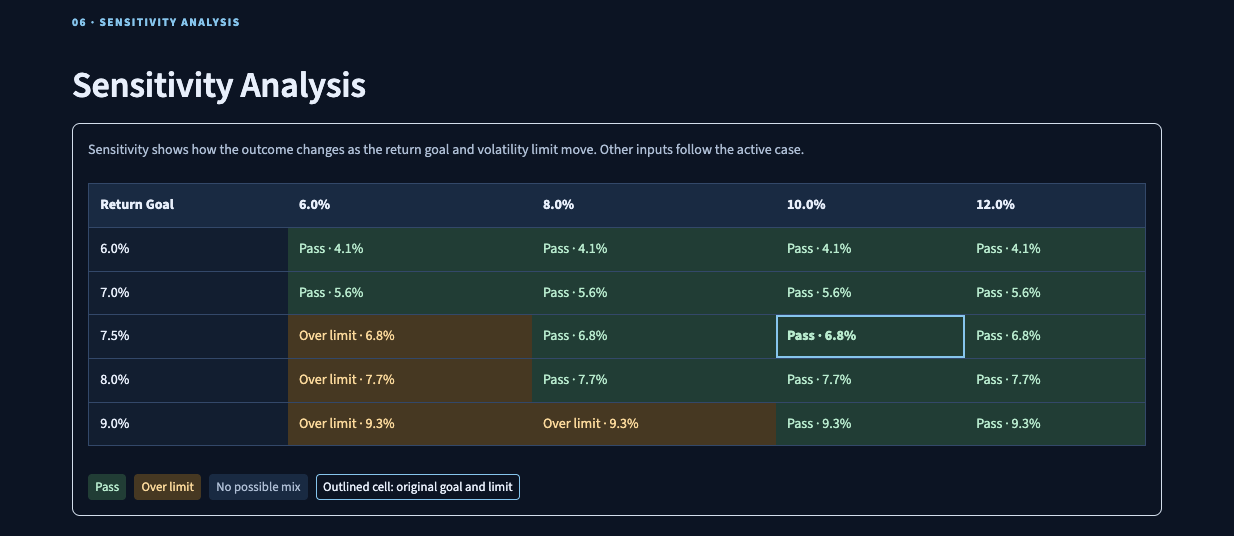 06 · SENSITIVITY ANALYSIS
Sensitivity Analysis
Sensitivity shows how the outcome changes as the return goal and volatility limit move. Other inputs follow the active case.
Return Goal 6.0% 8.0% 10.0% 12.0%
6.0% Pass · 4.1% Pass · 4.1% Pass · 4.1% Pass · 4.1%
7.0% Pass · 5.6% Pass · 5.6% Pass · 5.6% Pass · 5.6%
7.5% Over limit · 6.8% Pass · 6.8% Pass · 6.8% Pass · 6.8%
8.0% Over limit · 7.7% Pass · 7.7% Pass · 7.7% Pass · 7.7%
9.0% Over limit · 9.3% Over limit · 9.3% Pass · 9.3% Pass · 9.3%
Pass Over limit No possible mix Outlined cell: original goal and limit